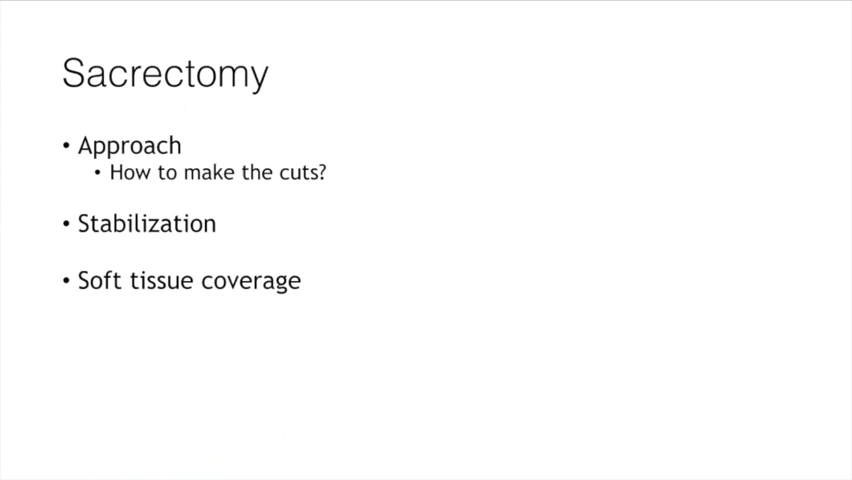 Sacrectomy
• Approach
• How to make the cuts?
• Stabilization
• Soft tissue coverage